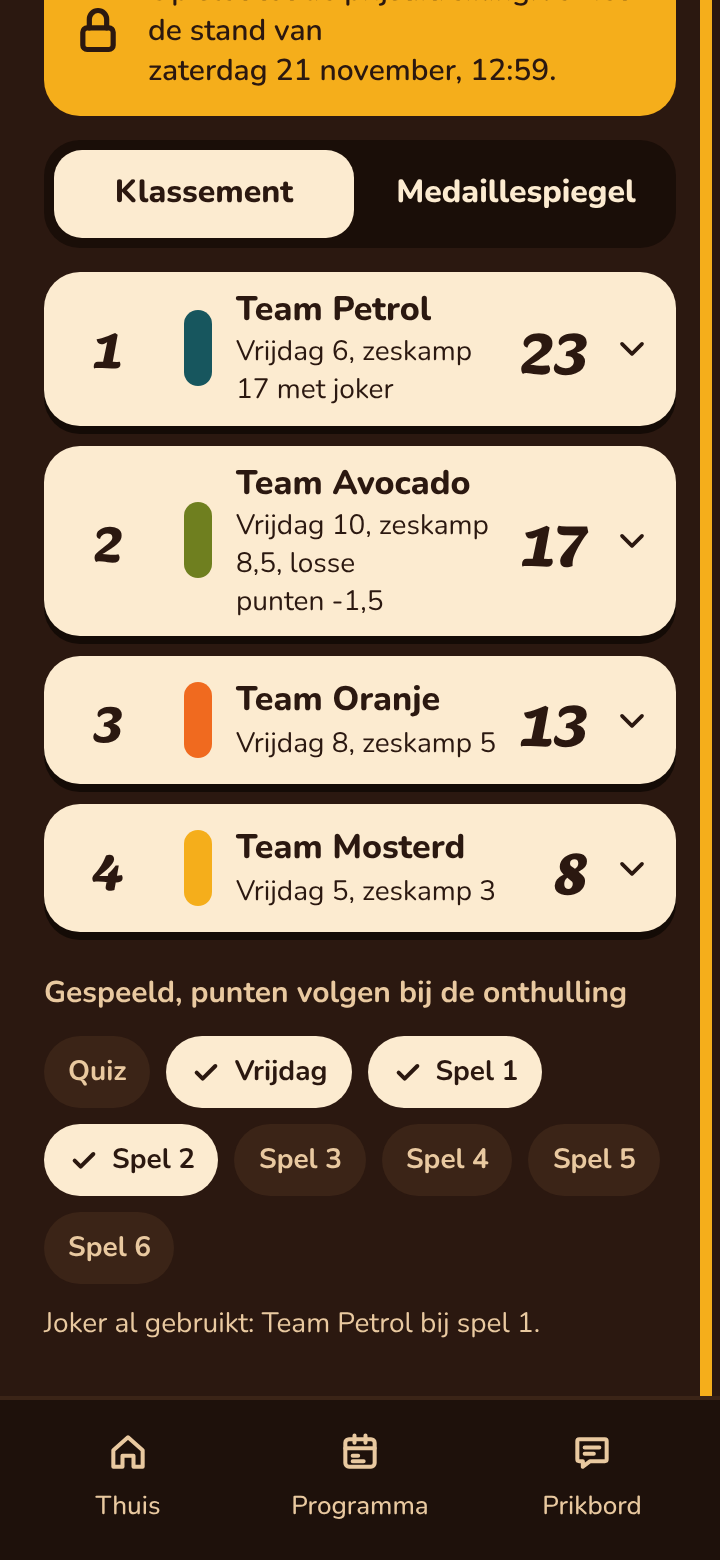 de stand van
zaterdag 21 november, 12:59.
Klassement
Medaillespiegel
1
Team Petrol
Vrijdag 6, zeskamp
17 met joker
23
2
Team Avocado
Vrijdag 10, zeskamp
8,5, losse
punten -1,5
17
3
Team Oranje
Vrijdag 8, zeskamp 5
13
4
Team Mosterd
Vrijdag 5, zeskamp 3
8
Gespeeld, punten volgen bij de onthulling
Quiz
Vrijdag
Spel 1
Spel 2
Spel 3
Spel 4
Spel 5
Spel 6
Joker al gebruikt: Team Petrol bij spel 1.
Thuis
Programma
Prikbord